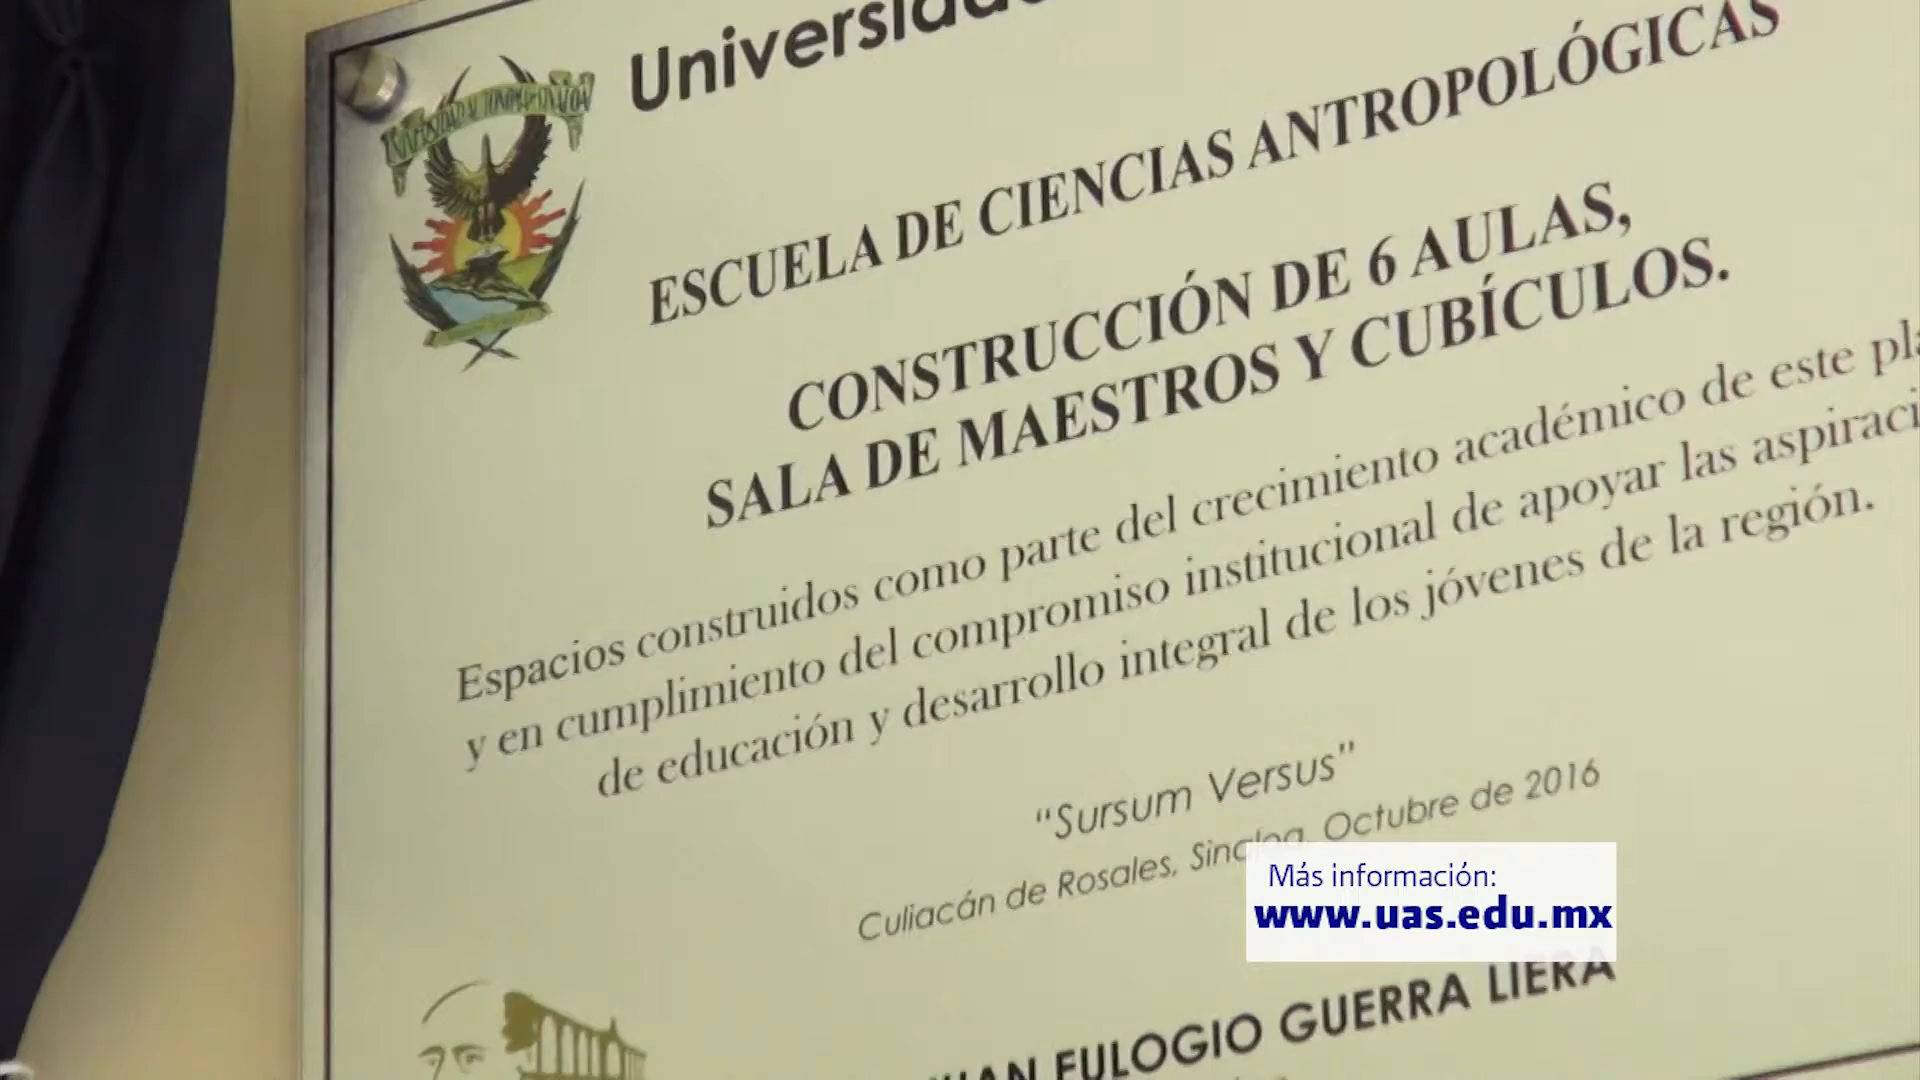 ESCUELA DE CIENCIAS ANTROPOLÓGICAS
CONSTRUCCIÓN DE 6 AULAS,
SALA DE MAESTROS Y CUBÍCULOS.
Espacios construidos como parte del crecimiento académico de este
y en cumplimiento del compromiso institucional de apoyar las
de educación y desarrollo integral de los jóvenes de la región.
"Sursum Versus"
Culiacán de Rosales, Sinaloa, Octubre de 2016
Más información:
www.uas.edu.mx
EULOGIO GUERRA LIERA